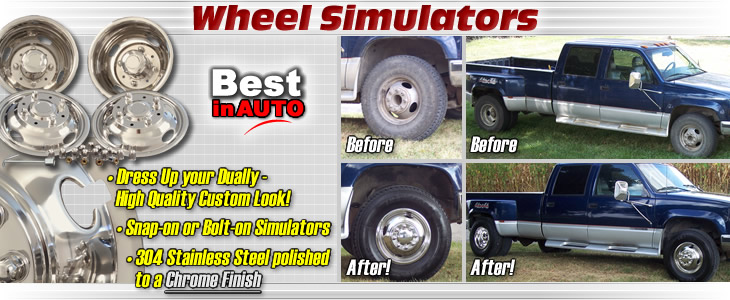 Wheel Simulators
Best
inAUTO
• Dress Up your Dually -
High Quality Custom Look!
• Snap-on or Bolt-on Simulators
• 304 Stainless Steel polished
to a Chrome Finish
Before
Before
After!
After!
4x4